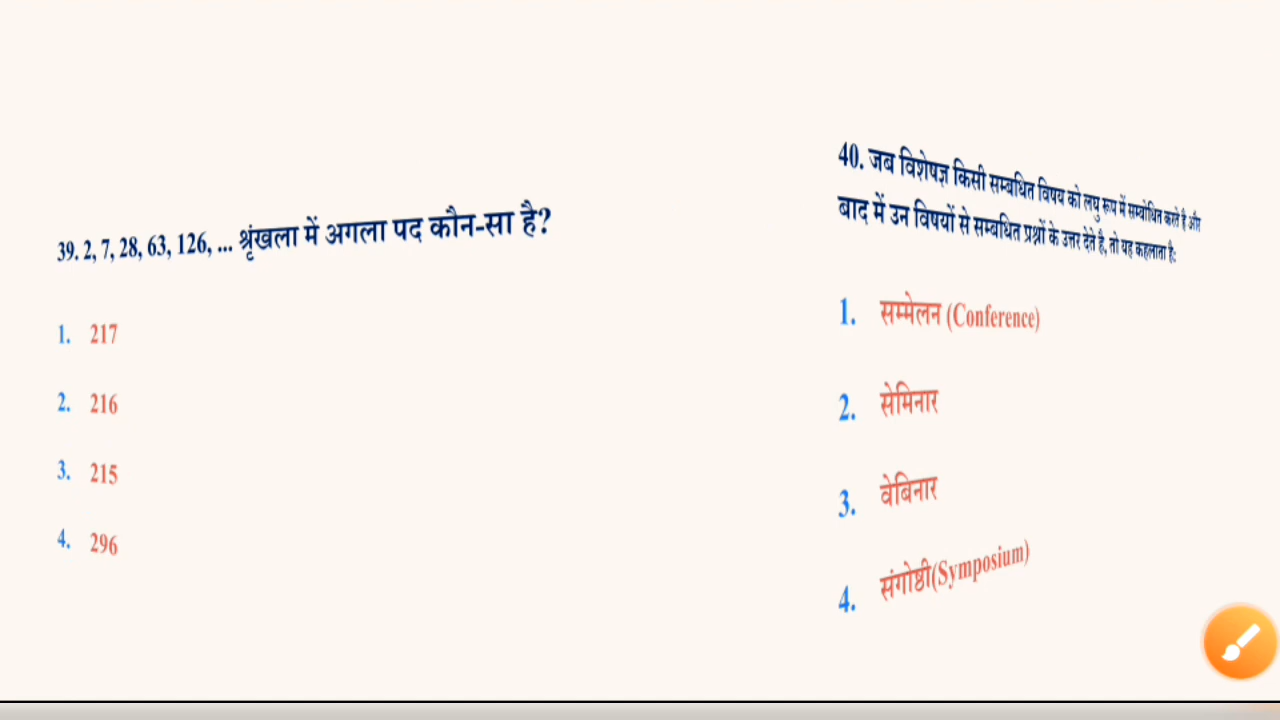 39. 2, 7, 28, 63, 126, ... श्रृंखला में अगला पद कौन-सा है?
1. 217
2. 216
3. 215
4. 296
40. जब विशेषज्ञ किसी सम्बधित विषय को लघु रूप में सम्बोधित करते है और
बाद में उन विषयों से सम्बधित प्रश्नों के उत्तर देते है, तो यह कहलाता है:
1. सम्मेलन (Conference)
2. सेमिनार
3. वेबिनार
4. संगोष्ठी(Symposium)